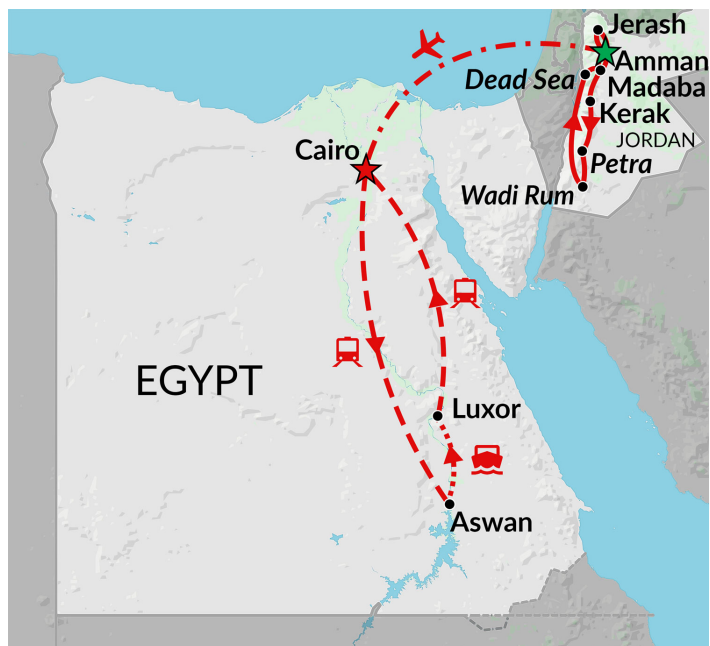 Jerash
Amman
Dead Sea
Madaba
Kerak
JORDAN
Cairo
Petra
Wadi Rum
EGYPT
Luxor
Aswan